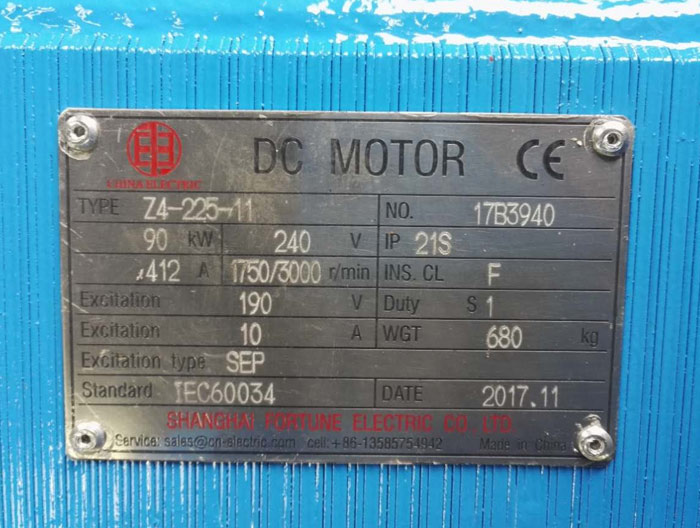 DC MOTOR CE
CHINA ELECTRIC
TYPE Z4-225-11 NO. 17B3940
90 kW 240 V IP 21S
412 A 1750/3000 r/min INS. CL F
Excitation 190 V Duty S 1
Excitation 10 A WGT 680 kg
Excitation type SEP
Standard IEC60034 DATE 2017.11
SHANGHAI FORTUNE ELECTRIC CO. LTD.
Service: sales@cn-electric.com cell: +86-13585754942 Made in China